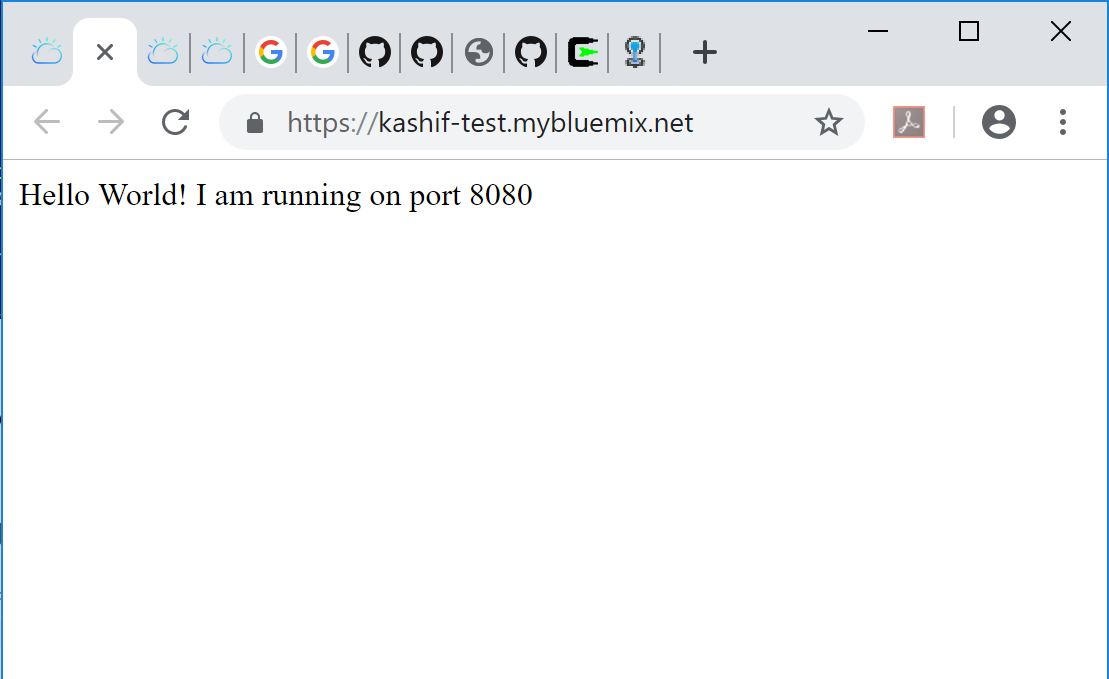 https://kashif-test.mybluemix.net
Hello World! I am running on port 8080